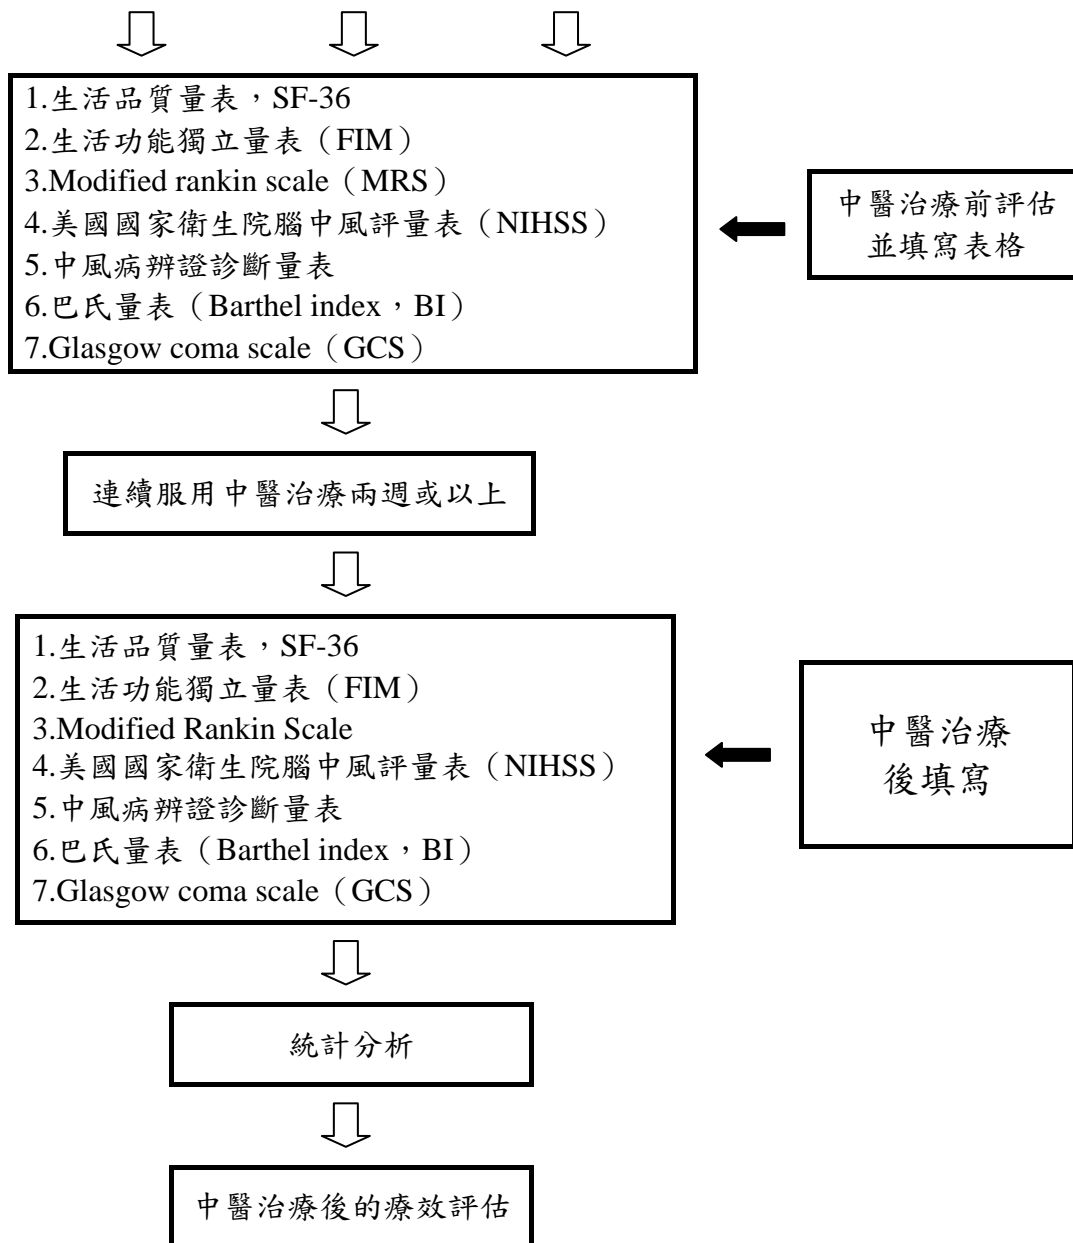 1.生活品質量表，SF-36
2.生活功能獨立量表（FIM）
3.Modified rankin scale（MRS）
4.美國國家衛生院腦中風評量表（NIHSS）
5.中風病辨證診斷量表
6.巴氏量表（Barthel index，BI）
7.Glasgow coma scale（GCS）
中醫治療前評估
並填寫表格
連續服用中醫治療兩週或以上
1.生活品質量表，SF-36
2.生活功能獨立量表（FIM）
3.Modified Rankin Scale
4.美國國家衛生院腦中風評量表（NIHSS）
5.中風病辨證診斷量表
6.巴氏量表（Barthel index，BI）
7.Glasgow coma scale（GCS）
中醫治療
後填寫
統計分析
中醫治療後的療效評估